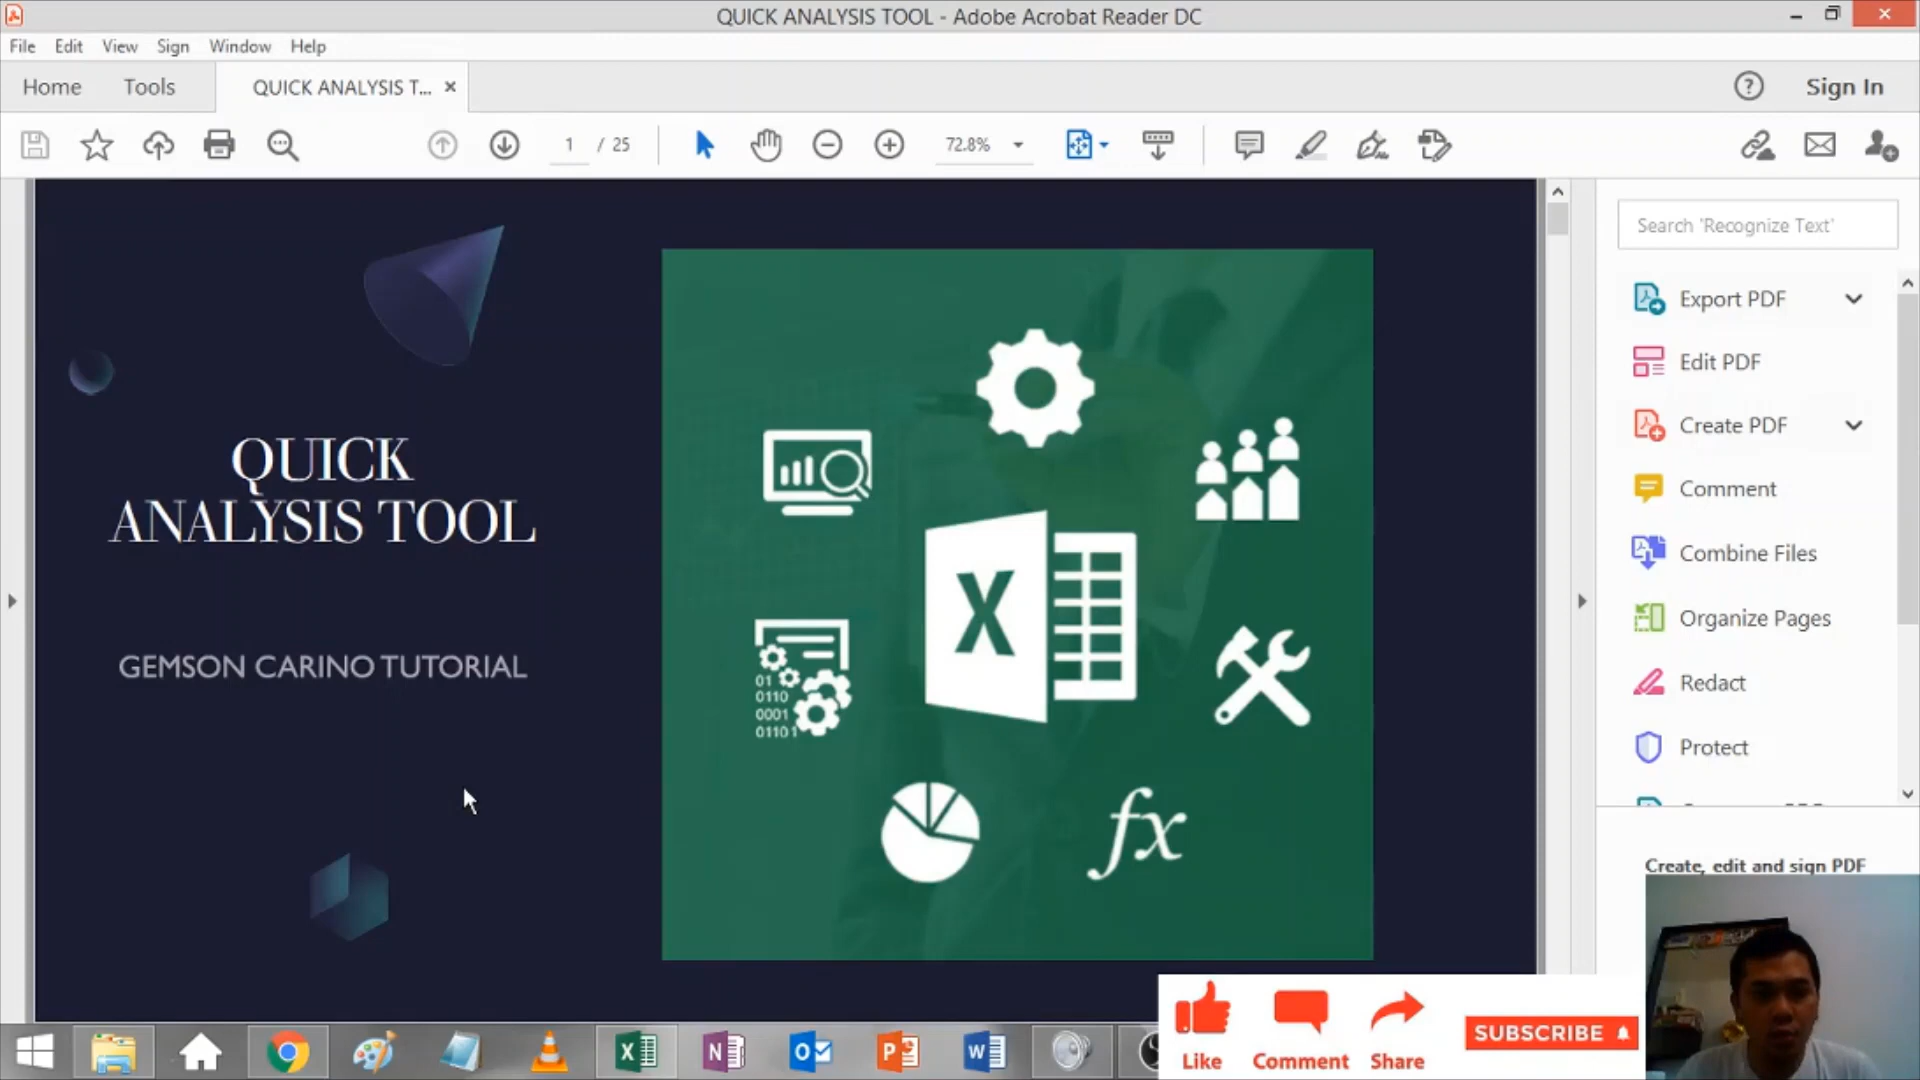 QUICK ANALYSIS TOOL - Adobe Acrobat Reader DC
File Edit View Sign Window Help
Home Tools QUICK ANALYSIS T... × Sign In
1 / 25 72.8%
Search 'Recognize Text'
Export PDF
Edit PDF
Create PDF
Comment
Combine Files
Organize Pages
Redact
Protect
Create, edit and sign PDF
QUICK
ANALYSIS TOOL
GEMSON CARINO TUTORIAL
X
01
0110
0001
01101
fx
Like Comment Share SUBSCRIBE